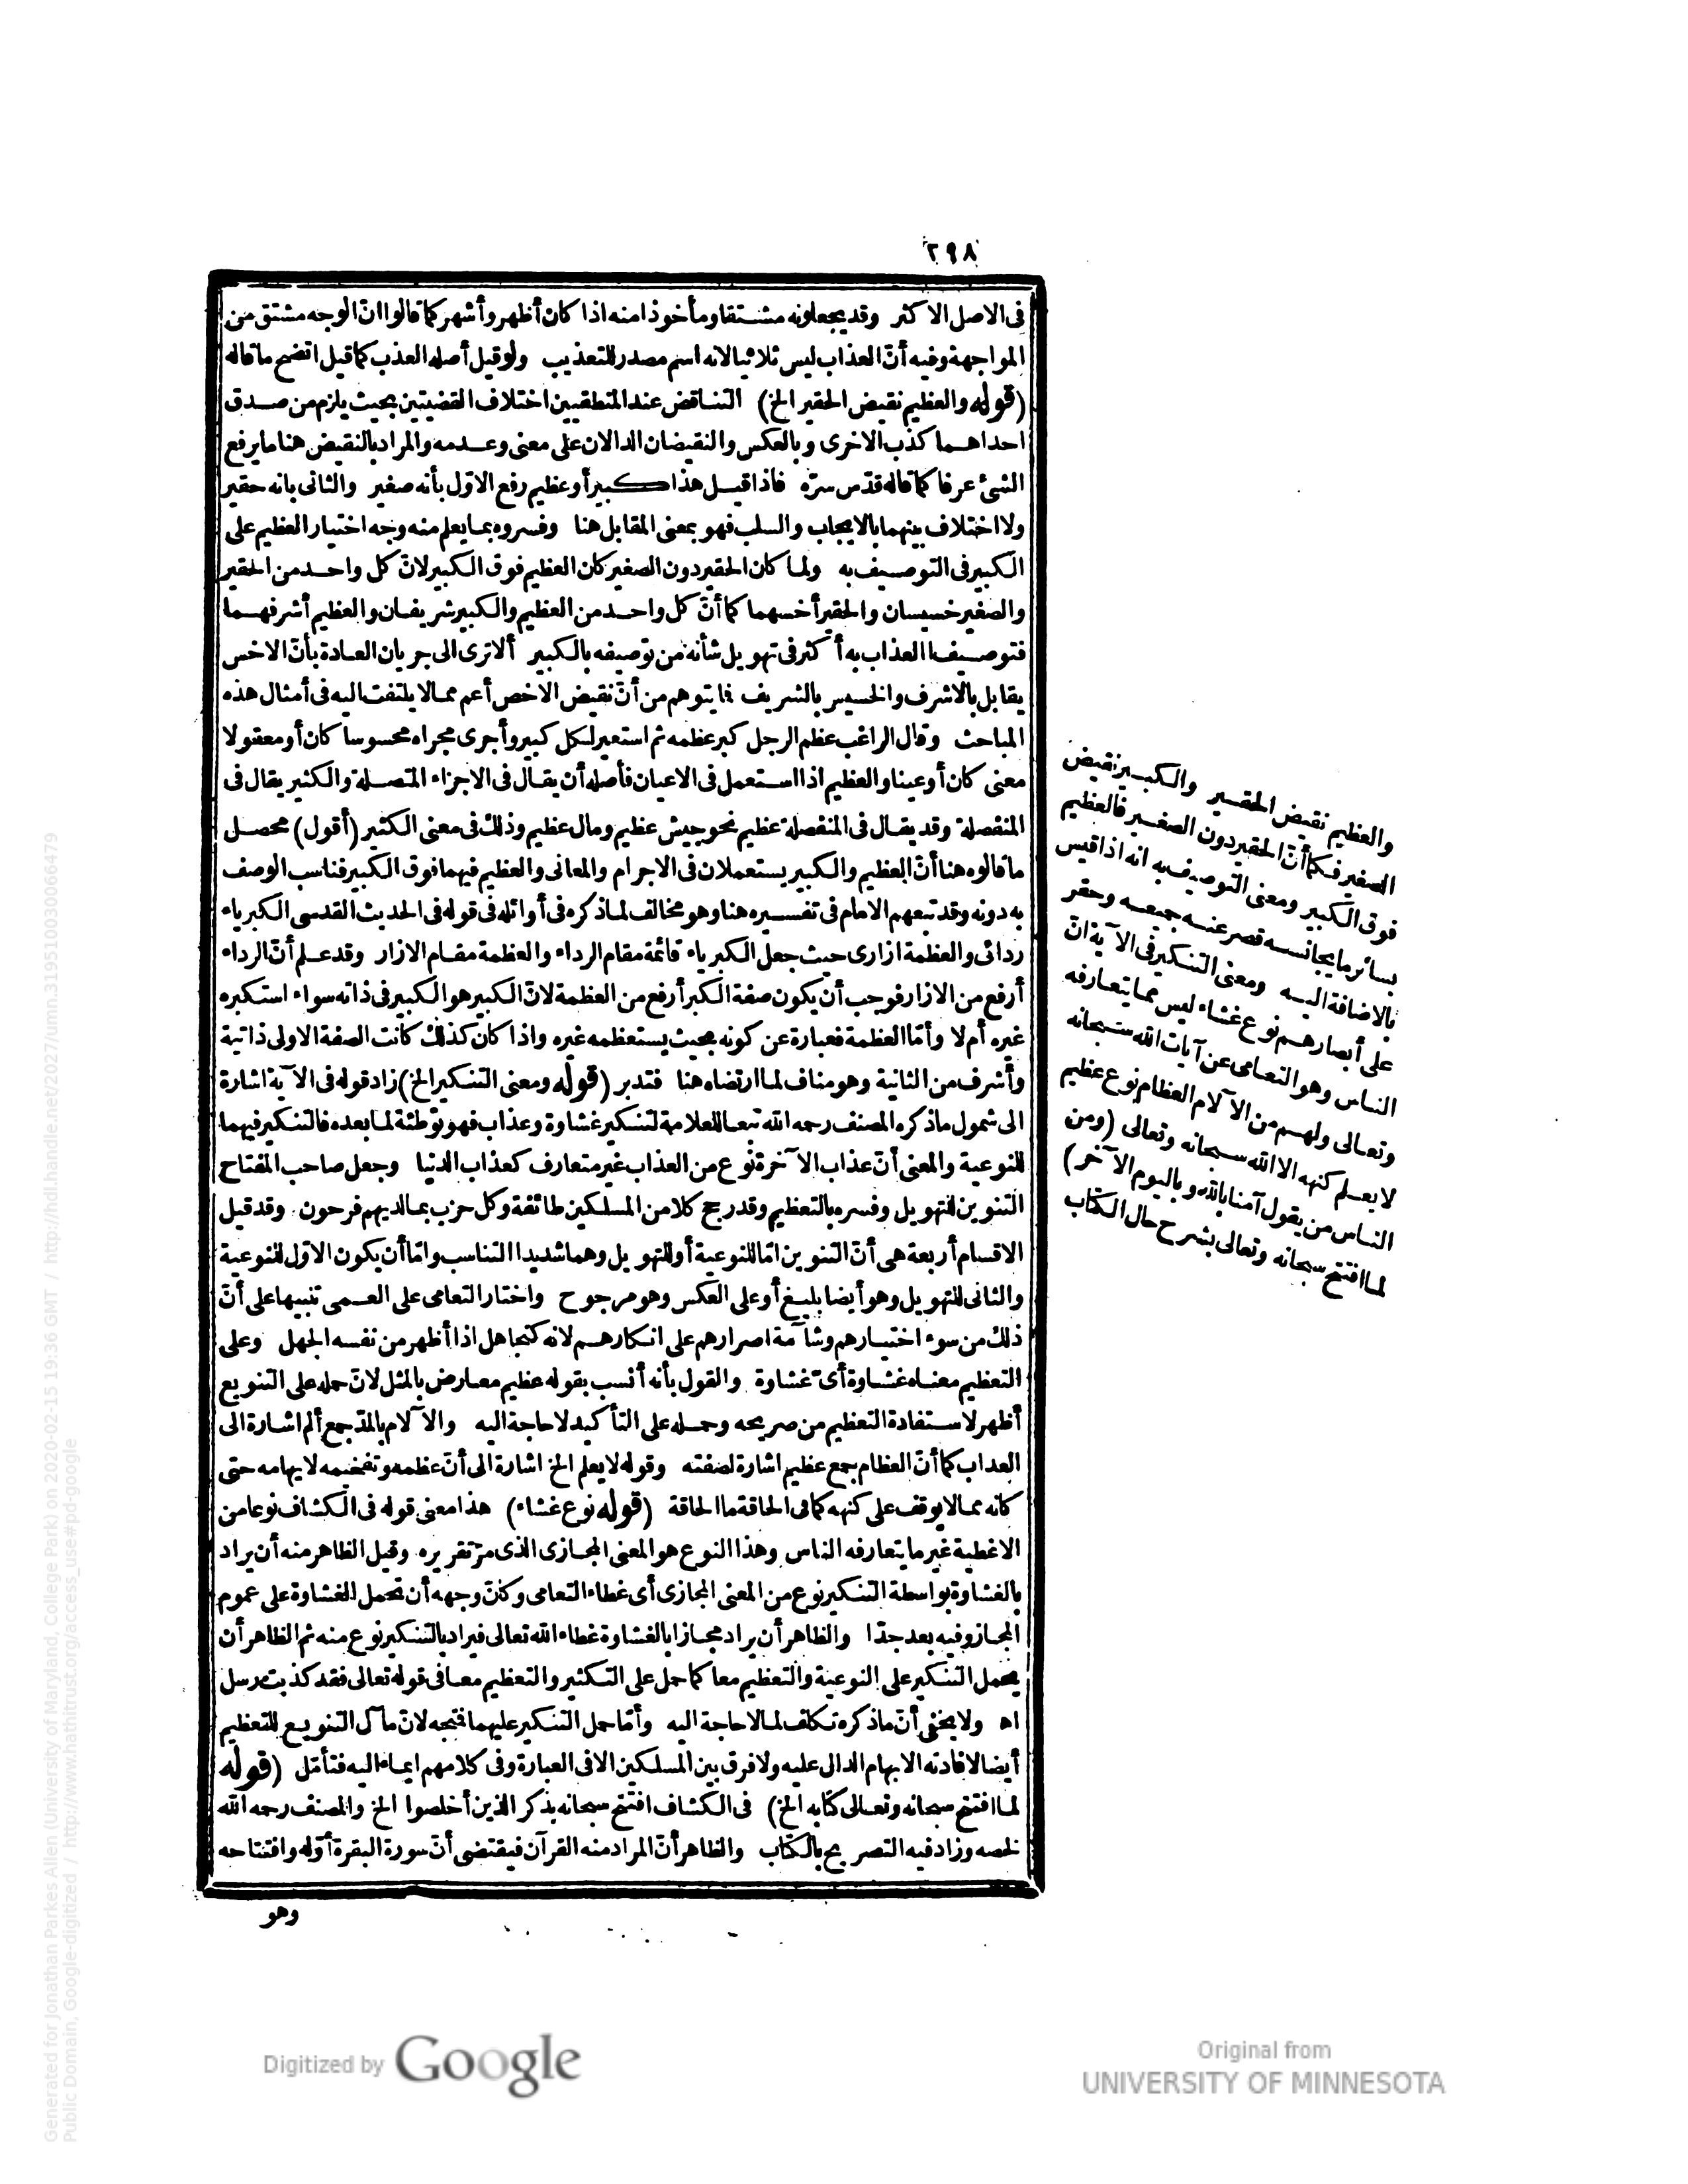 ٢٩٨
فى الاصل الاكثر وقد يجعلونه مشتقا ومأخوذا منه اذا كان أظهر وأشهر كما قالوا انّ الوجه مشتق من
المواجهة وفيه أنّ العذاب ليس ثلاثيا لانه اسم مصدر للتعذيب ولو قيل أصله العذب كما قيل اتضح ما قاله
(قوله والعظيم نقيض الحقير الخ) التناقض عند المنطقيين اختلاف القضيتين بحيث يلزم من صدق
احداهما كذب الاخرى وبالعكس والنقيضان الدالان على معنى وعدمه والمراد بالنقيض هنا ما يرفع
الشئ عرفا كما قاله قدّس سرّه فاذا قيل هذا كبير أو عظيم رفع الاوّل بأنه صغير والثانى بانه حقير
ولا اختلاف بينهما بالايجاب والسلب فهو بمعنى المقابل هنا وفسروه بما يعلم منه وجه اختيار العظيم على
الكبير فى التوصيف به ولما كان الحقير دون الصغير كان العظيم فوق الكبير لانّ كل واحد من الحقير
والصغير خسيسان والحقير أخسهما كما أنّ كل واحد من العظيم والكبير شريفان والعظيم أشرفهما
فتوصيف العذاب به أكثر فى تهويل شأنه من توصيفه بالكبير ألا ترى الى جريان العادة بأنّ الاخس
يقابل بالاشرف والخسيس بالشريف فما يتوهم من أنّ نقيض الاخص أعم مما لا يلتفت اليه فى أمثال هذه
المباحث وقال الراغب عظم الرجل كبر عظمه ثم استعير لكل كبير وأجرى مجراه محسوسا كان أو معقولا
معنى كان أو عينا والعظيم اذا استعمل فى الاعيان فأصله أن يقال فى الاجزاء المتصلة والكثير يقال فى
المنفصلة وقد يقال فى المنفصلة عظيم نحو جيش عظيم ومال عظيم وذلك فى معنى الكثير (أقول) محصل
ما قالوه هنا أنّ العظيم والكبير يستعملان فى الاجرام والمعانى والعظيم فيهما فوق الكبير فناسب الوصف
به دونه وقد تبعهم الامام فى تفسيره هنا وهو مخالف لما ذكره فى أوائله فى قوله فى الحديث القدسى الكبرياء
ردائى والعظمة ازارى حيث جعل الكبرياء قائمة مقام الرداء والعظمة مقام الازار وقد علم أنّ الرداء
أرفع من الازار فوجب أن يكون صفة الكبر أرفع من العظمة لانّ الكبير هو الكبير فى ذاته سواء استكبره
غيره أم لا وأمّا العظمة فعبارة عن كونه بحيث يستعظمه غيره واذا كان كذلك كانت الصفة الاولى ذاتية
وأشرف من الثانية وهو مناف لما ارتضاه هنا فتدبر (قوله ومعنى التنكير الخ) زاد قوله فى الآية اشارة
الى شمول ما ذكره المصنف رحمه الله تبعا للعلامة لتنكير غشاوة وعذاب فهو توطئة لما بعده فالتنكير فيهما
للنوعية والمعنى أنّ عذاب الآخرة نوع من العذاب غير متعارف كعذاب الدنيا وجعل صاحب المفتاح
التنوين للتهويل وفسره بالتعظيم وقد رجح كلا من المسلكين طائفة وكل حزب بما لديهم فرحون وقد قيل
الاقسام أربعة هى أنّ التنوين امّا للنوعية أو للتهويل وهما شديدا التناسب وامّا أن يكون الاوّل للنوعية
والثانى للتهويل وهو أيضا بليغ أو على العكس وهو مرجوح واختار التعامى على العمى تنبيها على أنّ
ذلك من سوء اختيارهم وشآمة اصرارهم على انكارهم لانه كتجاهل اذا أظهر من نفسه الجهل وعلى
التعظيم معناه غشاوة أىّ غشاوة والقول بأنه أنسب بقوله عظيم معارض بالمثل لانّ حمله على التنويع
أظهر لاستفادة التعظيم من صريحه وحمله على التأكيد لا حاجة اليه والآلام بالمدّ جمع ألم اشارة الى
العذاب كما أنّ العظام جمع عظيم اشارة لصفته وقوله لا يعلم الخ اشارة الى أنّ عظمه وتفخيمه لابهامه حتى
كانه مما لا يوقف على كنهه كما فى الحاقة ما الحاقة (قوله نوع غشاء) هذا معنى قوله فى الكشاف نوعا من
الاغطية غير ما يتعارفه الناس وهذا النوع هو المعنى المجازى الذى مرّ تقريره وقيل الظاهر منه أن يراد
بالغشاوة بواسطة التنكير نوع من المعنى المجازى أى غطاء التعامى وكانّ وجهه أن تحمل الغشاوة على عموم
المجاز وفيه بعد جدّا والظاهر أن يراد مجازا بالغشاوة غطاء الله تعالى فيراد بالتنكير نوع منه ثم الظاهر أن
يحمل التنكير على النوعية والتعظيم معا كما حمل على التكثير والتعظيم معا فى قوله تعالى فقد كذبت رسل
اه ولا يخفى أنّ ما ذكره تكلف لما لا حاجة اليه وأمّا حمل التنكير عليهما فتجه لانّ مآل التنويع للتعظيم
أيضا لافادته الابهام الدال عليه ولا فرق بين المسلكين الا فى العبارة وفى كلامهم ايماء اليه فتأمّل (قوله
لما افتتح سبحانه وتعالى كتابه الخ) فى الكشاف افتتح سبحانه بذكر الذين أخلصوا الخ والمصنف رحمه الله
لخصه وزاد فيه التصريح بالكتاب والظاهر أنّ المراد منه القرآن فيقتضى أنّ سورة البقرة أوّله وافتتاحه
وهو
والعظيم نقيض الحقير والكبير نقيض
الصغير فكما أنّ الحقير دون الصغير فالعظيم
فوق الكبير ومعنى التوصيف به انه اذا قيس
بسائر ما يجانسه قصر عنه جميعه وحقر
بالاضافة اليه ومعنى التنكير فى الآية انّ
على أبصارهم نوع غشاء ليس مما يتعارفه
الناس وهو التعامى عن آيات الله سبحانه
وتعالى ولهم من الآلام العظام نوع عظيم
لا يعلم كنهه الا الله سبحانه وتعالى (ومن
الناس من يقول آمنا بالله وباليوم الآخر)
لما افتتح سبحانه وتعالى بشرح حال الكتاب
Generated for Jonathan Parkes Allen (University of Maryland, College Park) on 2020-02-15 19:36 GMT / http://hdl.handle.net/2027/umn.319510030066479
Public Domain, Google-digitized / http://www.hathitrust.org/access_use#pd-google
Digitized by Google
Original from
UNIVERSITY OF MINNESOTA